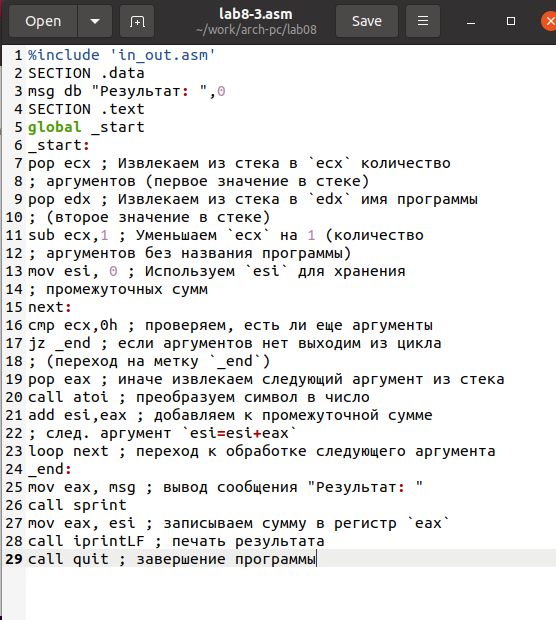 Open
lab8-3.asm
~/work/arch-pc/lab08
Save
1 %include 'in_out.asm'
2 SECTION .data
3 msg db "Результат: ",0
4 SECTION .text
5 global _start
6 _start:
7 pop ecx ; Извлекаем из стека в `ecx` количество
8 ; аргументов (первое значение в стеке)
9 pop edx ; Извлекаем из стека в `edx` имя программы
10 ; (второе значение в стеке)
11 sub ecx,1 ; Уменьшаем `ecx` на 1 (количество
12 ; аргументов без названия программы)
13 mov esi, 0 ; Используем `esi` для хранения
14 ; промежуточных сумм
15 next:
16 cmp ecx,0h ; проверяем, есть ли еще аргументы
17 jz _end ; если аргументов нет выходим из цикла
18 ; (переход на метку `_end`)
19 pop eax ; иначе извлекаем следующий аргумент из стека
20 call atoi ; преобразуем символ в число
21 add esi,eax ; добавляем к промежуточной сумме
22 ; след. аргумент `esi=esi+eax`
23 loop next ; переход к обработке следующего аргумента
24 _end:
25 mov eax, msg ; вывод сообщения "Результат: "
26 call sprint
27 mov eax, esi ; записываем сумму в регистр `eax`
28 call iprintLF ; печать результата
29 call quit ; завершение программы